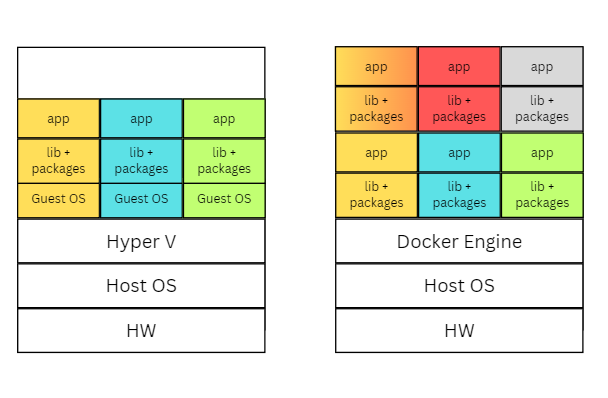 app app app
lib + packages lib + packages lib + packages
Guest OS Guest OS Guest OS
Hyper V
Host OS
HW
app app app
lib + packages lib + packages lib + packages
app app app
lib + packages lib + packages lib + packages
Docker Engine
Host OS
HW